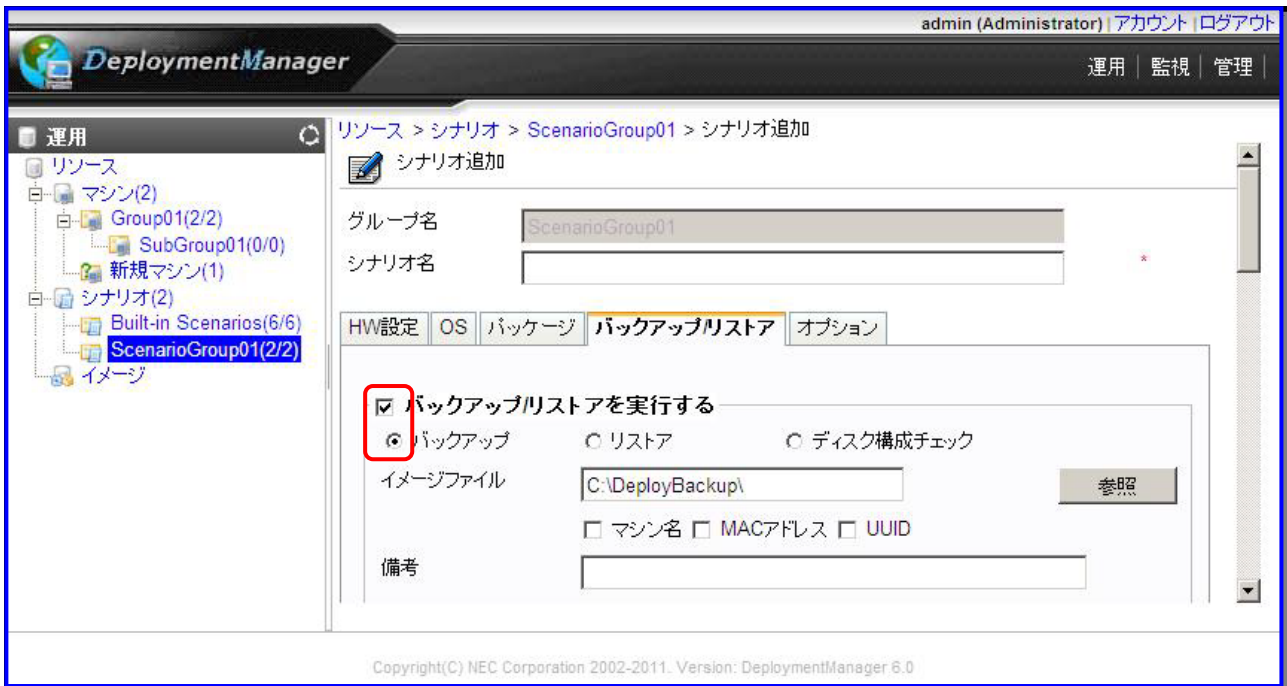 admin (Administrator) | アカウント | ログアウト
DeploymentManager
運用 | 監視 | 管理 |
運用
リソース
マシン(2)
Group01(2/2)
SubGroup01(0/0)
新規マシン(1)
シナリオ(2)
Built-in Scenarios(6/6)
ScenarioGroup01(2/2)
イメージ
リソース > シナリオ > ScenarioGroup01 > シナリオ追加
シナリオ追加
グループ名 ScenarioGroup01
シナリオ名 *
HW設定 OS パッケージ バックアップ/リストア オプション
バックアップ/リストアを実行する
バックアップ リストア ディスク構成チェック
イメージファイル C:\DeployBackup\ 参照
マシン名 MACアドレス UUID
備考
Copyright(C) NEC Corporation 2002-2011. Version: DeploymentManager 6.0